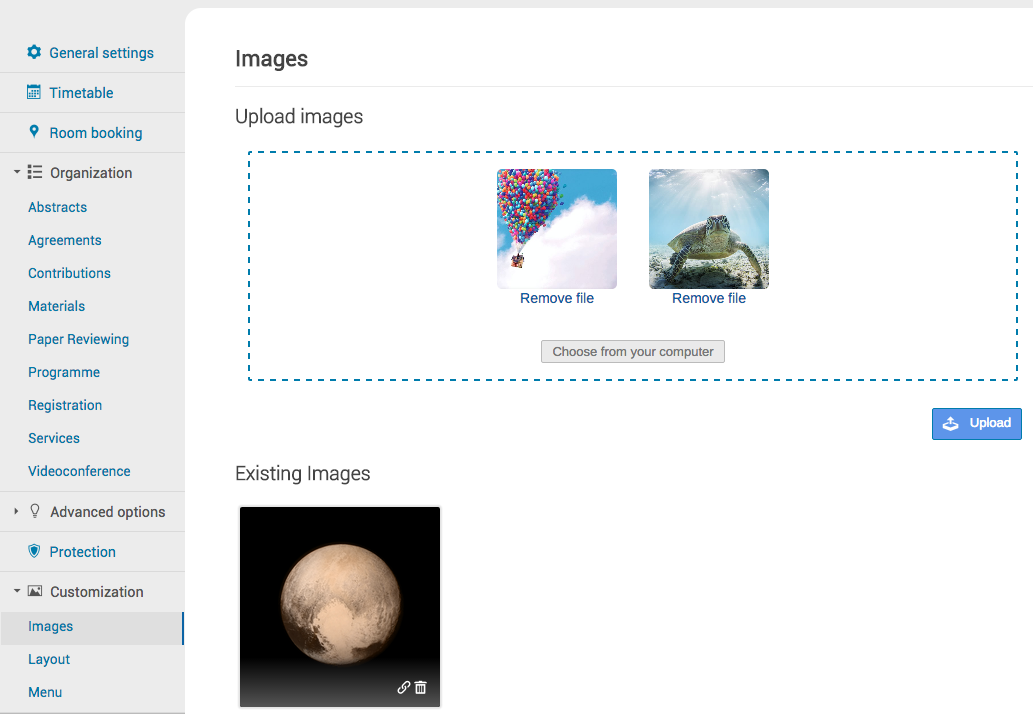 General settings
Timetable
Room booking
Organization
Abstracts
Agreements
Contributions
Materials
Paper Reviewing
Programme
Registration
Services
Videoconference
Advanced options
Protection
Customization
Images
Layout
Menu
Images
Upload images
Remove file
Remove file
Choose from your computer
Upload
Existing Images